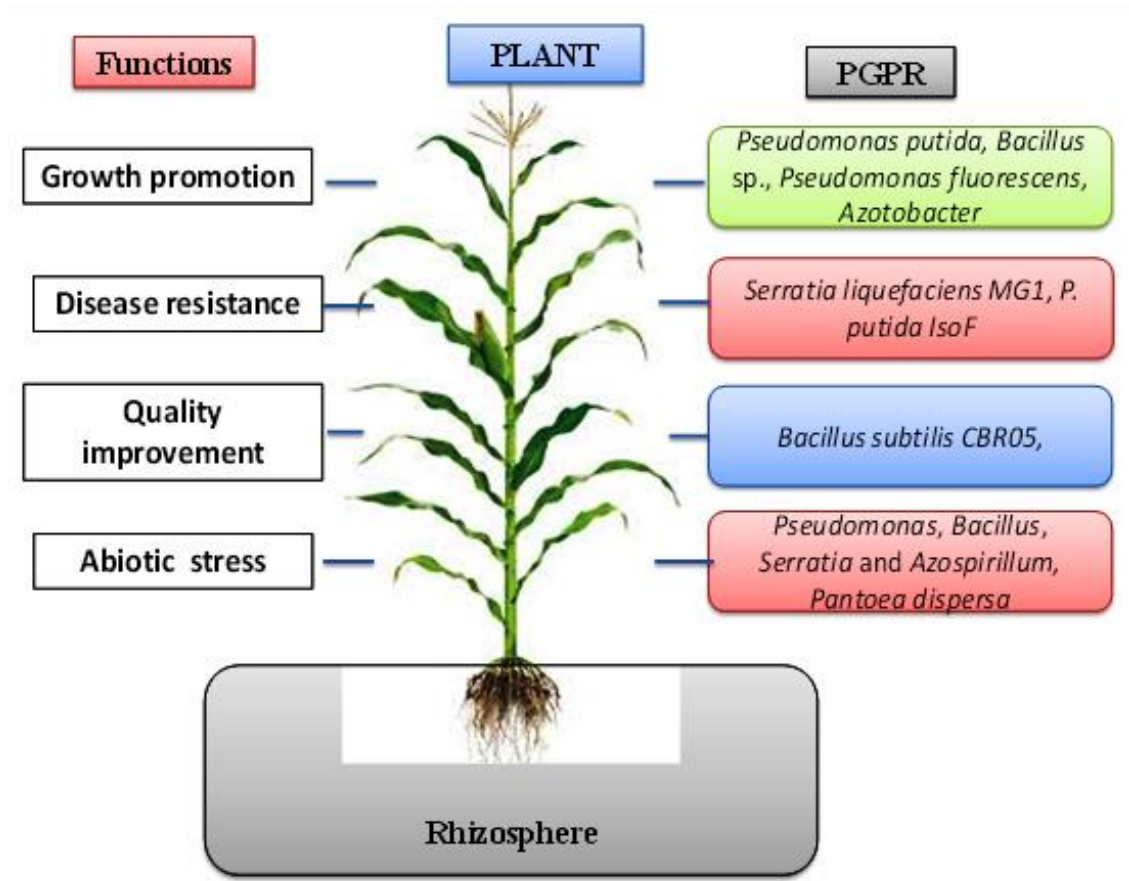 Functions
PLANT
PGPR
Growth promotion
Pseudomonas putida, Bacillus
sp., Pseudomonas fluorescens,
Azotobacter
Disease resistance
Serratia liquefaciens MG1, P.
putida IsoF
Quality
improvement
Bacillus subtilis CBR05,
Abiotic stress
Pseudomonas, Bacillus,
Serratia and Azospirillum,
Pantoea dispersa
Rhizosphere